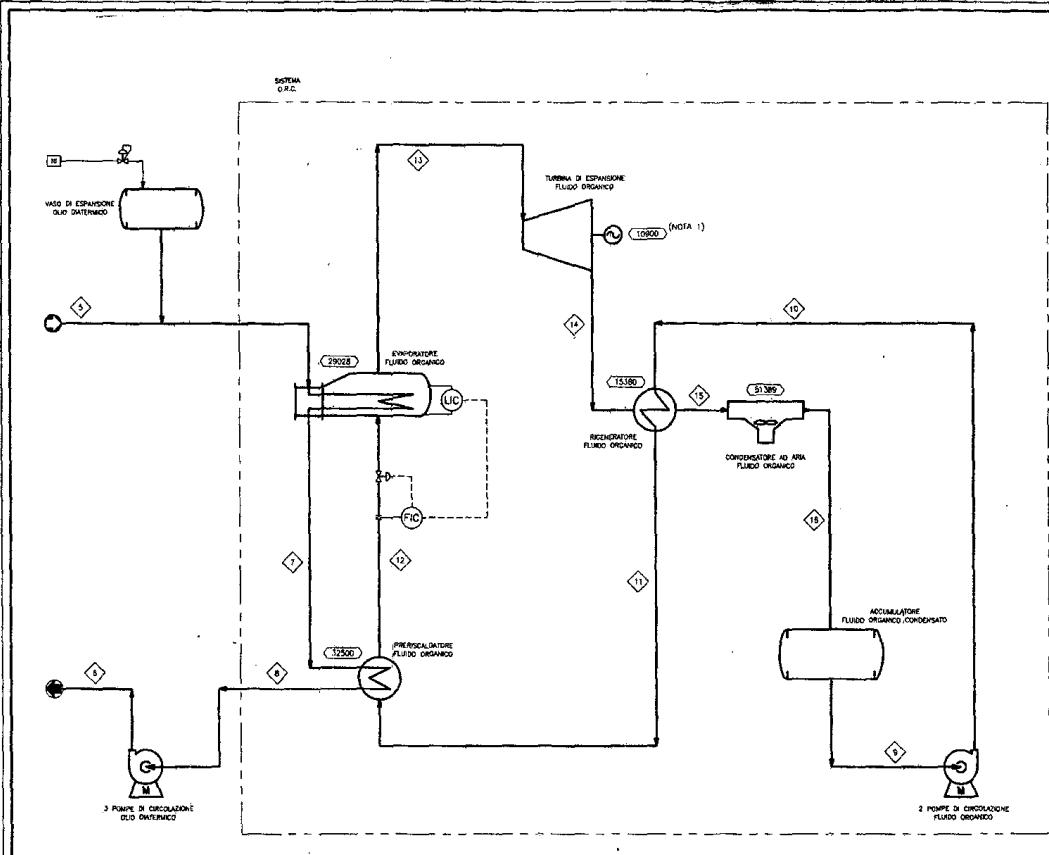 SISTEMA
O.R.C.
13
TURBINA DI ESPANSIONE
FLUIDO ORGANICO
VASO DI ESPANSIONE
OLIO DIATERMICO
10900 (NOTA 1)
5
14
10
EVAPORATORE
FLUIDO ORGANICO
29028
LIC
15380
15
51389
RIGENERATORE
FLUIDO ORGANICO
CONDENSATORE AD ARIA
FLUIDO ORGANICO
FIC
16
7
12
11
ACCUMULATORE
FLUIDO ORGANICO CONDENSATO
PRERISCALDATORE
FLUIDO ORGANICO
32500
6
8
9
M
M
3 POMPE DI CIRCOLAZIONE
OLIO DIATERMICO
2 POMPE DI CIRCOLAZIONE
FLUIDO ORGANICO